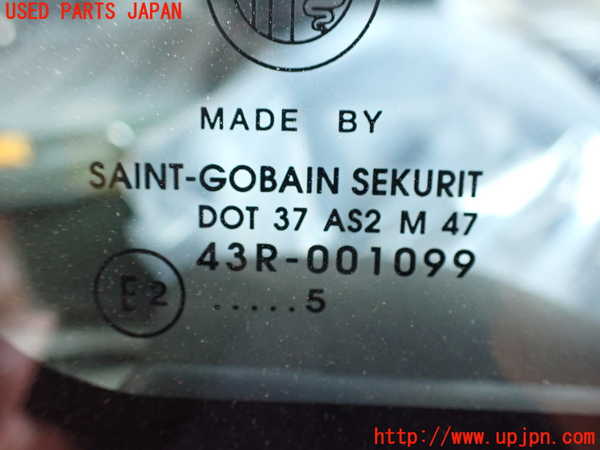 USED PARTS JAPAN
MADE BY
SAINT-GOBAIN SEKURIT
DOT 37 AS2 M 47
43R-001099
E2
.....5
http://www.upjpn.com/